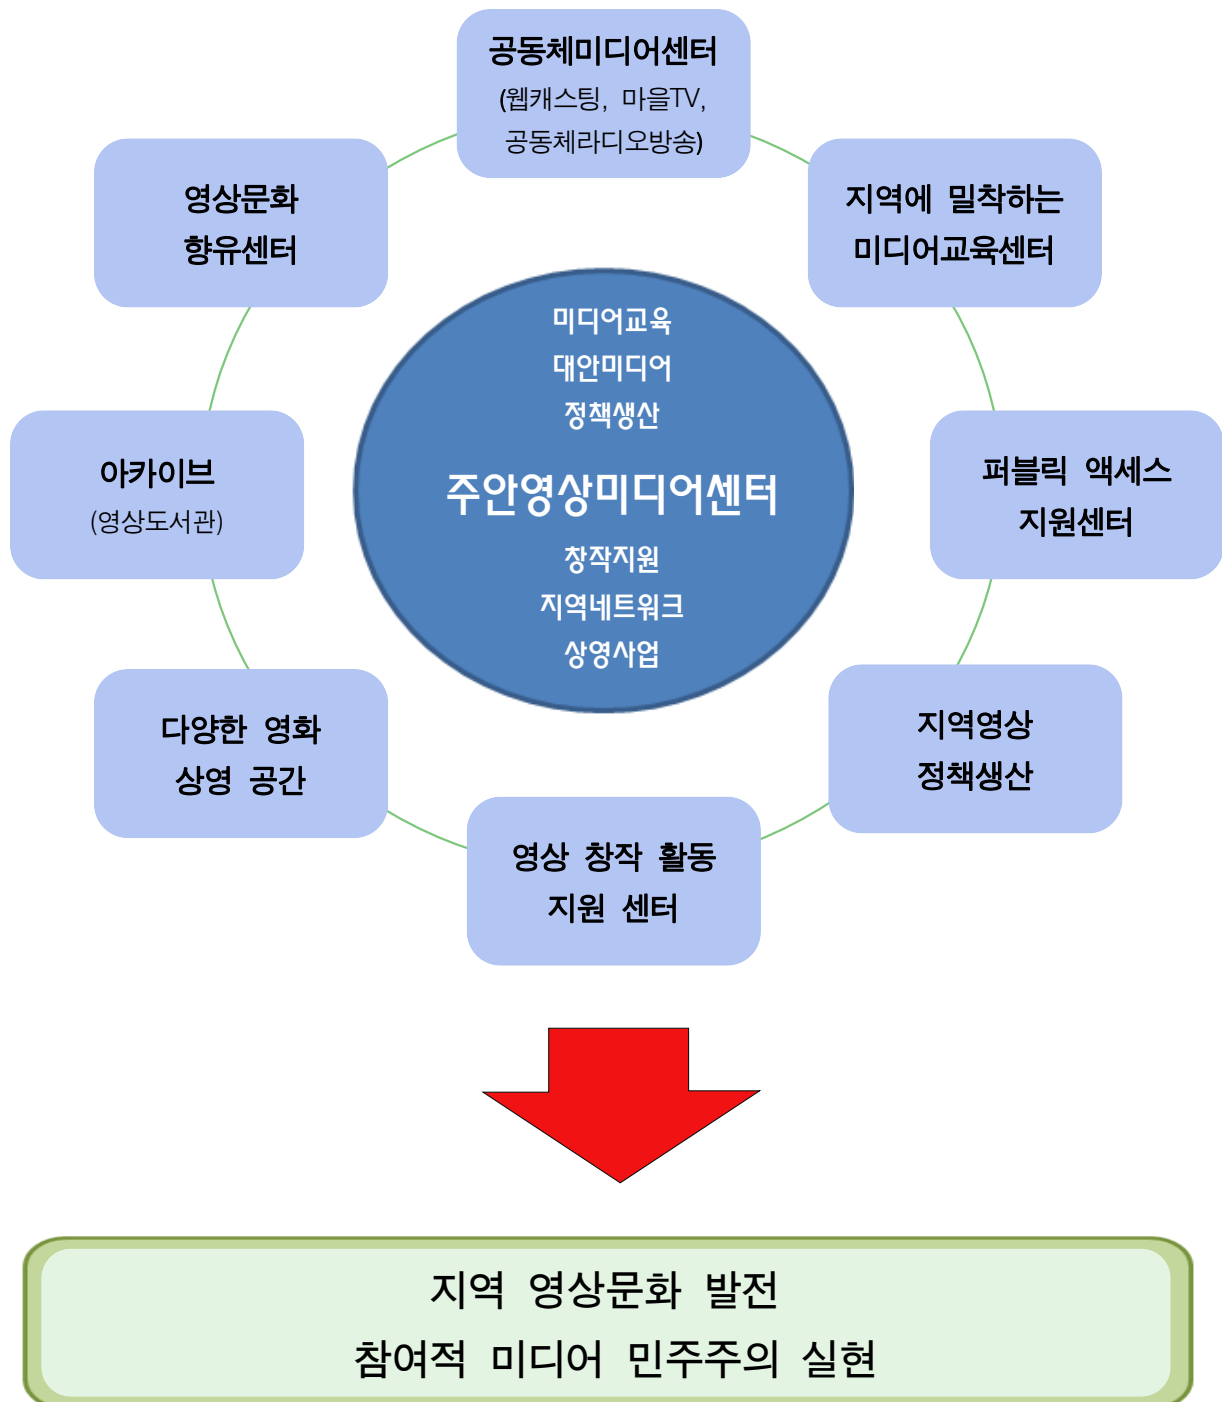 공동체미디어센터
(웹캐스팅, 마을TV,
공동체라디오방송)
영상문화
향유센터
지역에 밀착하는
미디어교육센터
미디어교육
대안미디어
정책생산
주안영상미디어센터
창작지원
지역네트워크
상영사업
아카이브
(영상도서관)
퍼블릭 액세스
지원센터
다양한 영화
상영 공간
지역영상
정책생산
영상 창작 활동
지원 센터
지역 영상문화 발전
참여적 미디어 민주주의 실현